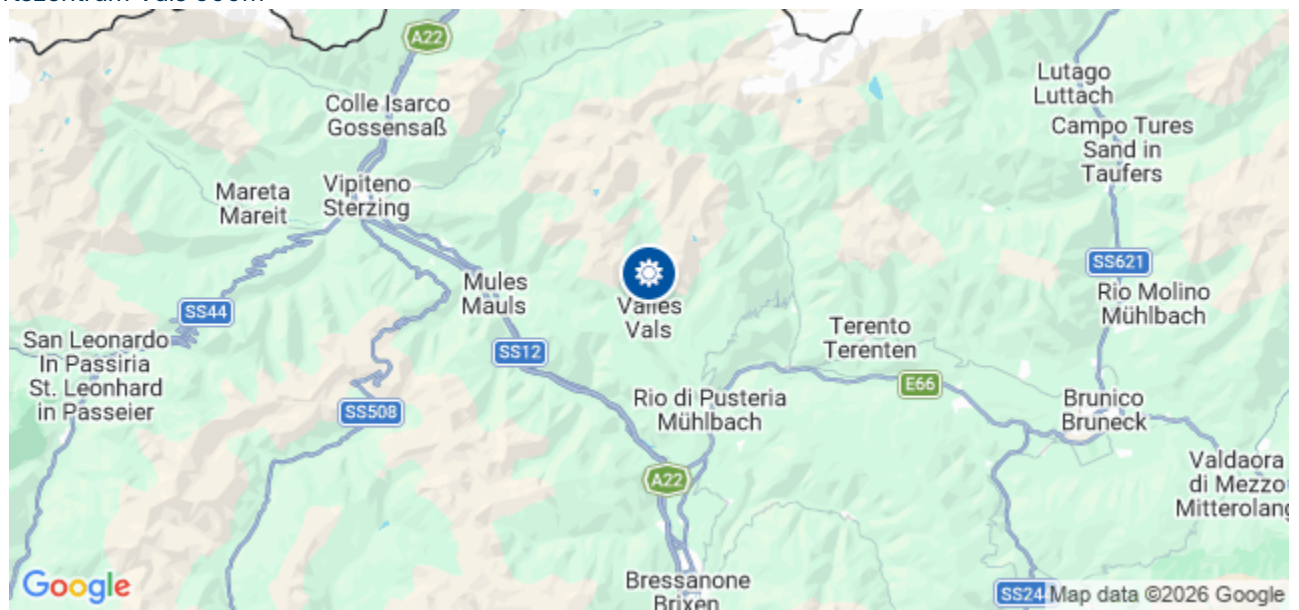 Vals
A22
Colle Isarco
Gossensaß
Lutago
Luttach
Campo Tures
Sand in
Taufers
Mareta
Mareit
Vipiteno
Sterzing
SS621
Mules
Mauls
Valles
Vals
Rio Molino
Mühlbach
SS44
Terento
Terenten
San Leonardo
In Passiria
St. Leonhard
in Passeier
SS12
E66
SS508
Rio di Pusteria
Mühlbach
Brunico
Bruneck
A22
Valdaora
di Mezzo
Mitterolang
Bressanone
Brixen
Google
SS24
Map data ©2026 Google